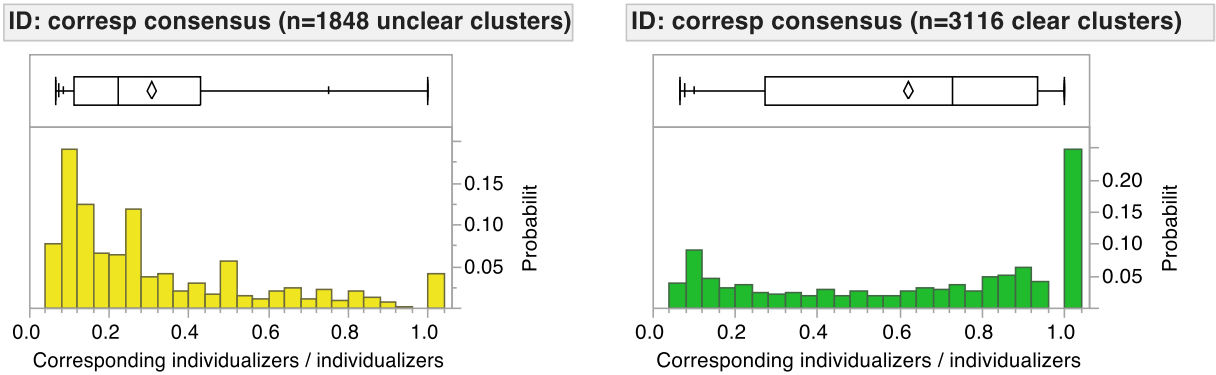 ID: corresp consensus (n=1848 unclear clusters)
0.15
0.10
0.05
Probabilit
0.0 0.2 0.4 0.6 0.8 1.0
Corresponding individualizers / individualizers
ID: corresp consensus (n=3116 clear clusters)
0.20
0.15
0.10
0.05
Probabilit
0.0 0.2 0.4 0.6 0.8 1.0
Corresponding individualizers / individualizers